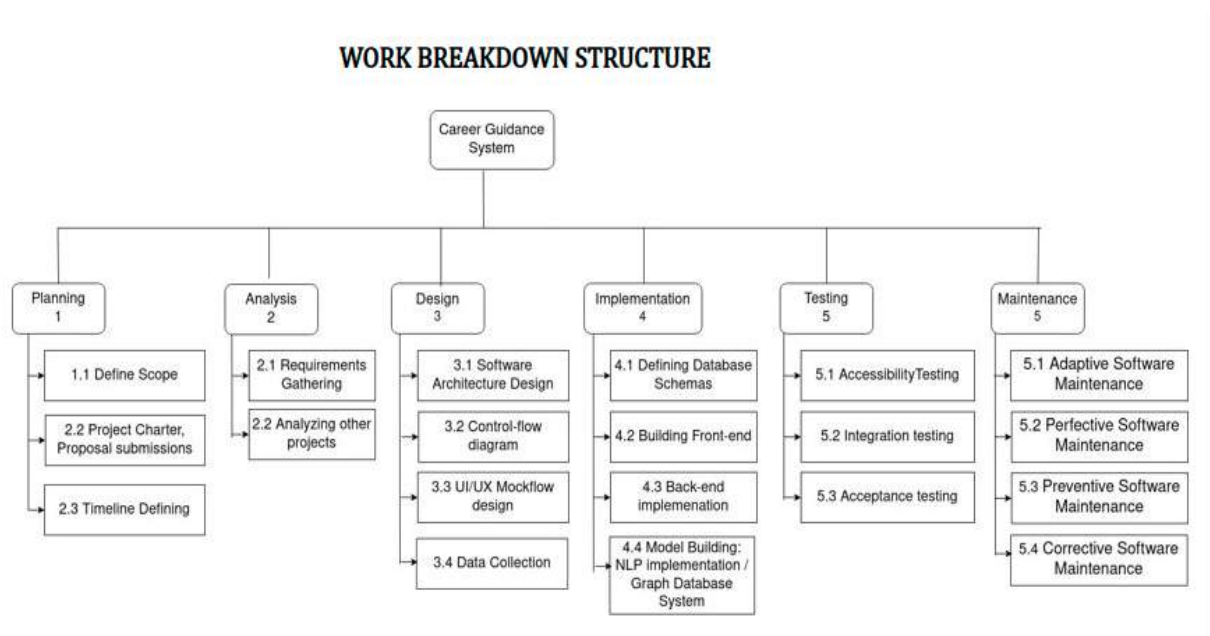 WORK BREAKDOWN STRUCTURE
Career Guidance
System
Planning
1
Analysis
2
Design
3
Implementation
4
Testing
5
Maintenance
5
1.1 Define Scope
2.2 Project Charter,
Proposal submissions
2.3 Timeline Defining
2.1 Requirements
Gathering
2.2 Analyzing other
projects
3.1 Software
Architecture Design
3.2 Control-flow
diagram
3.3 UI/UX Mockflow
design
3.4 Data Collection
4.1 Defining Database
Schemas
4.2 Building Front-end
4.3 Back-end
implemenation
4.4 Model Building:
NLP implementation /
Graph Database
System
5.1 AccessibilityTesting
5.2 Integration testing
5.3 Acceptance testing
5.1 Adaptive Software
Maintenance
5.2 Perfective Software
Maintenance
5.3 Preventive Software
Maintenance
5.4 Corrective Software
Maintenance